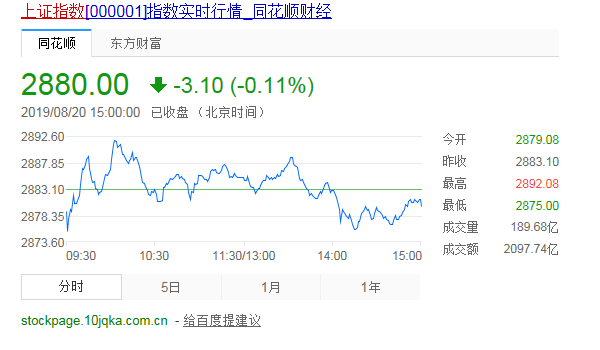 上证指数[000001]指数实时行情_同花顺财经
同花顺 东方财富
2880.00 -3.10 (-0.11%)
2019/08/20 15:00:00 已收盘 （北京时间）
2892.60
2887.85
2883.10
2878.35
2873.60
09:30 10:30 11:30/13:00 14:00 15:00
今开 2879.08
昨收 2883.10
最高 2892.08
最低 2875.00
成交量 189.68亿
成交额 2097.74亿
分时 5日 1月 1年
stockpage.10jqka.com.cn - 给百度提建议